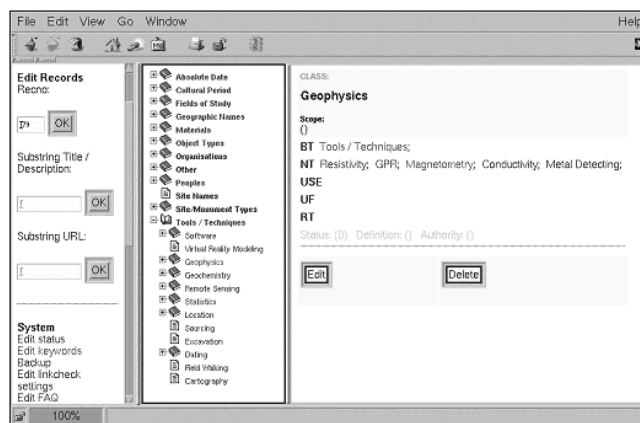 File Edit View Go Window Help
Edit Records
Recno:
OK
Substring Title /
Description:
OK
Substring URL:
OK
System
Edit status
Edit keywords
Backup
Edit linkcheck
settings
Edit FAQ
Absolute Date
Cultural Period
Fields of Study
Geographic Names
Materials
Object Types
Organisations
Other
Peoples
Site Names
Site/Monument Types
Tools / Techniques
Software
Virtual Reality Modeling
Geophysics
Geochemistry
Remote Sensing
Statistics
Location
Sourcing
Excavation
Dating
Field Walking
Cartography
CLASS:
Geophysics
Scope:
()
BT Tools / Techniques;
NT Resistivity; GPR; Magnetometry; Conductivity; Metal Detecting;
USE
UF
RT
Status: (0) Definition: () Authority: ()
Edit Delete
100%